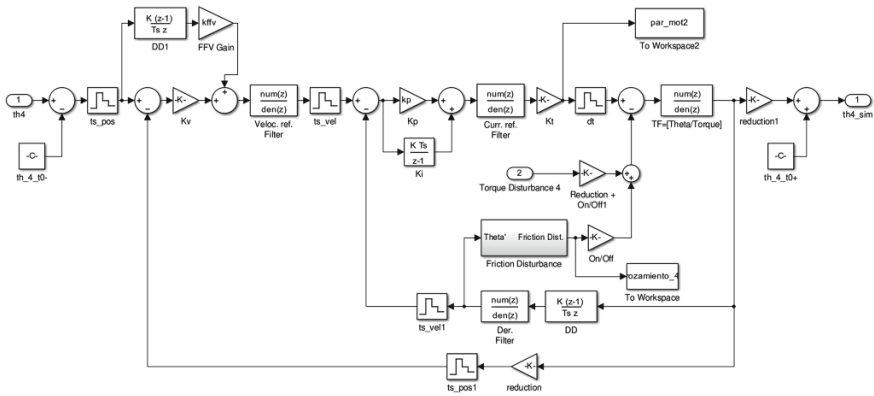 K (z-1)
Ts z
DD1
kffv
FFV Gain
par_mot2
To Workspace2
1
th4
ts_pos
-K-
Kv
num(z)
den(z)
Veloc. ref.
Filter
ts_vel
kp
Kp
num(z)
den(z)
Curr. ref.
Filter
-K-
Kt
dt
num(z)
den(z)
TF=[Theta/Torque]
-K-
reduction1
1
th4_sim
-C-
th_4_t0-
K Ts
z-1
Ki
-C-
th_4_t0+
2
Torque Disturbance 4
-K-
Reduction +
On/Off1
Theta'
Friction Dist.
Friction Disturbance
-K-
On/Off
ozamiento_4
To Workspace
ts_vel1
num(z)
den(z)
Der.
Filter
K (z-1)
Ts z
DD
ts_pos1
-K-
reduction